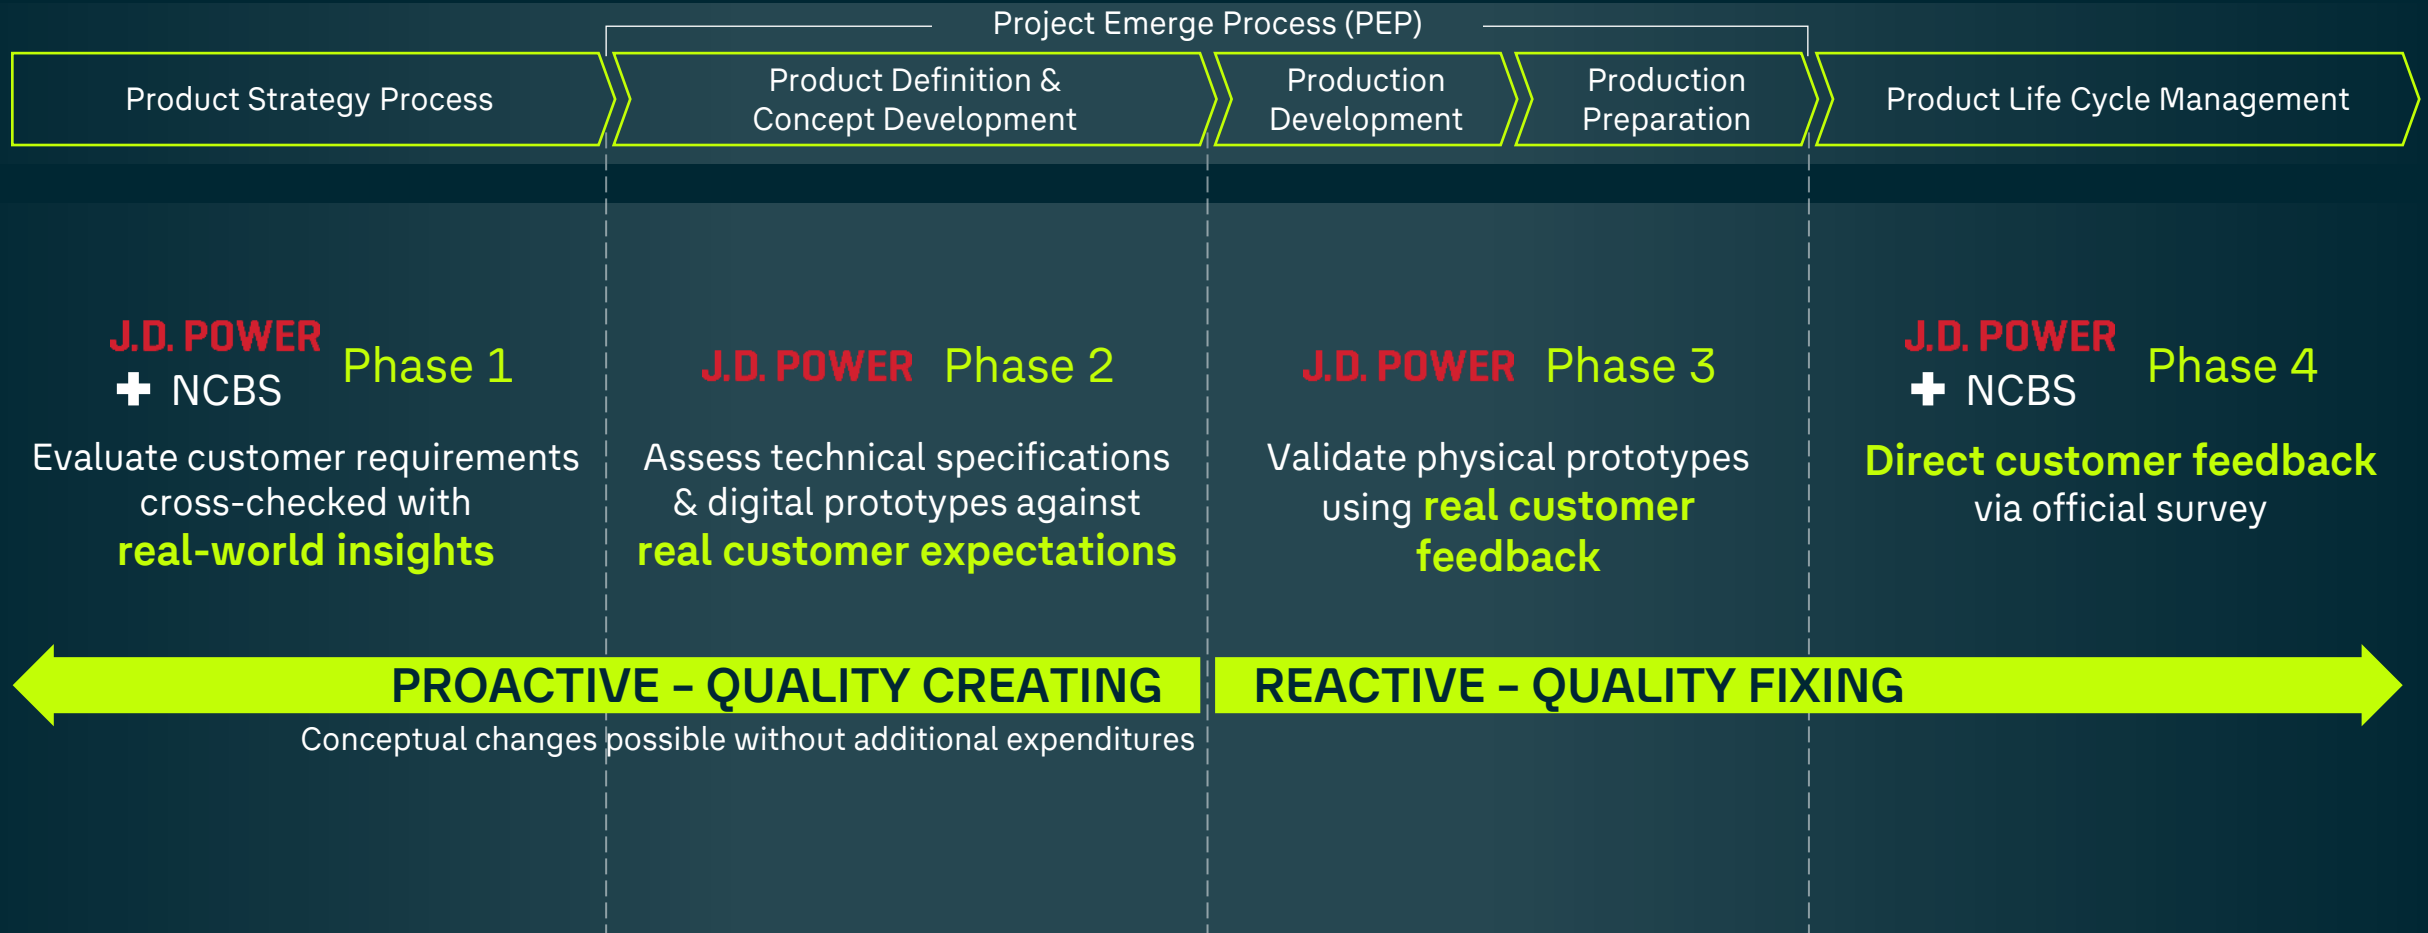 Project Emerge Process (PEP)
Product Strategy Process
Product Definition &
Concept Development
Production
Development
Production
Preparation
Product Life Cycle Management
J.D. POWER
+ NCBS
Phase 1
Evaluate customer requirements
cross-checked with
real-world insights
J.D. POWER Phase 2
Assess technical specifications
& digital prototypes against
real customer expectations
J.D. POWER Phase 3
Validate physical prototypes
using real customer
feedback
J.D. POWER
+ NCBS
Phase 4
Direct customer feedback
via official survey
PROACTIVE – QUALITY CREATING
REACTIVE – QUALITY FIXING
Conceptual changes possible without additional expenditures